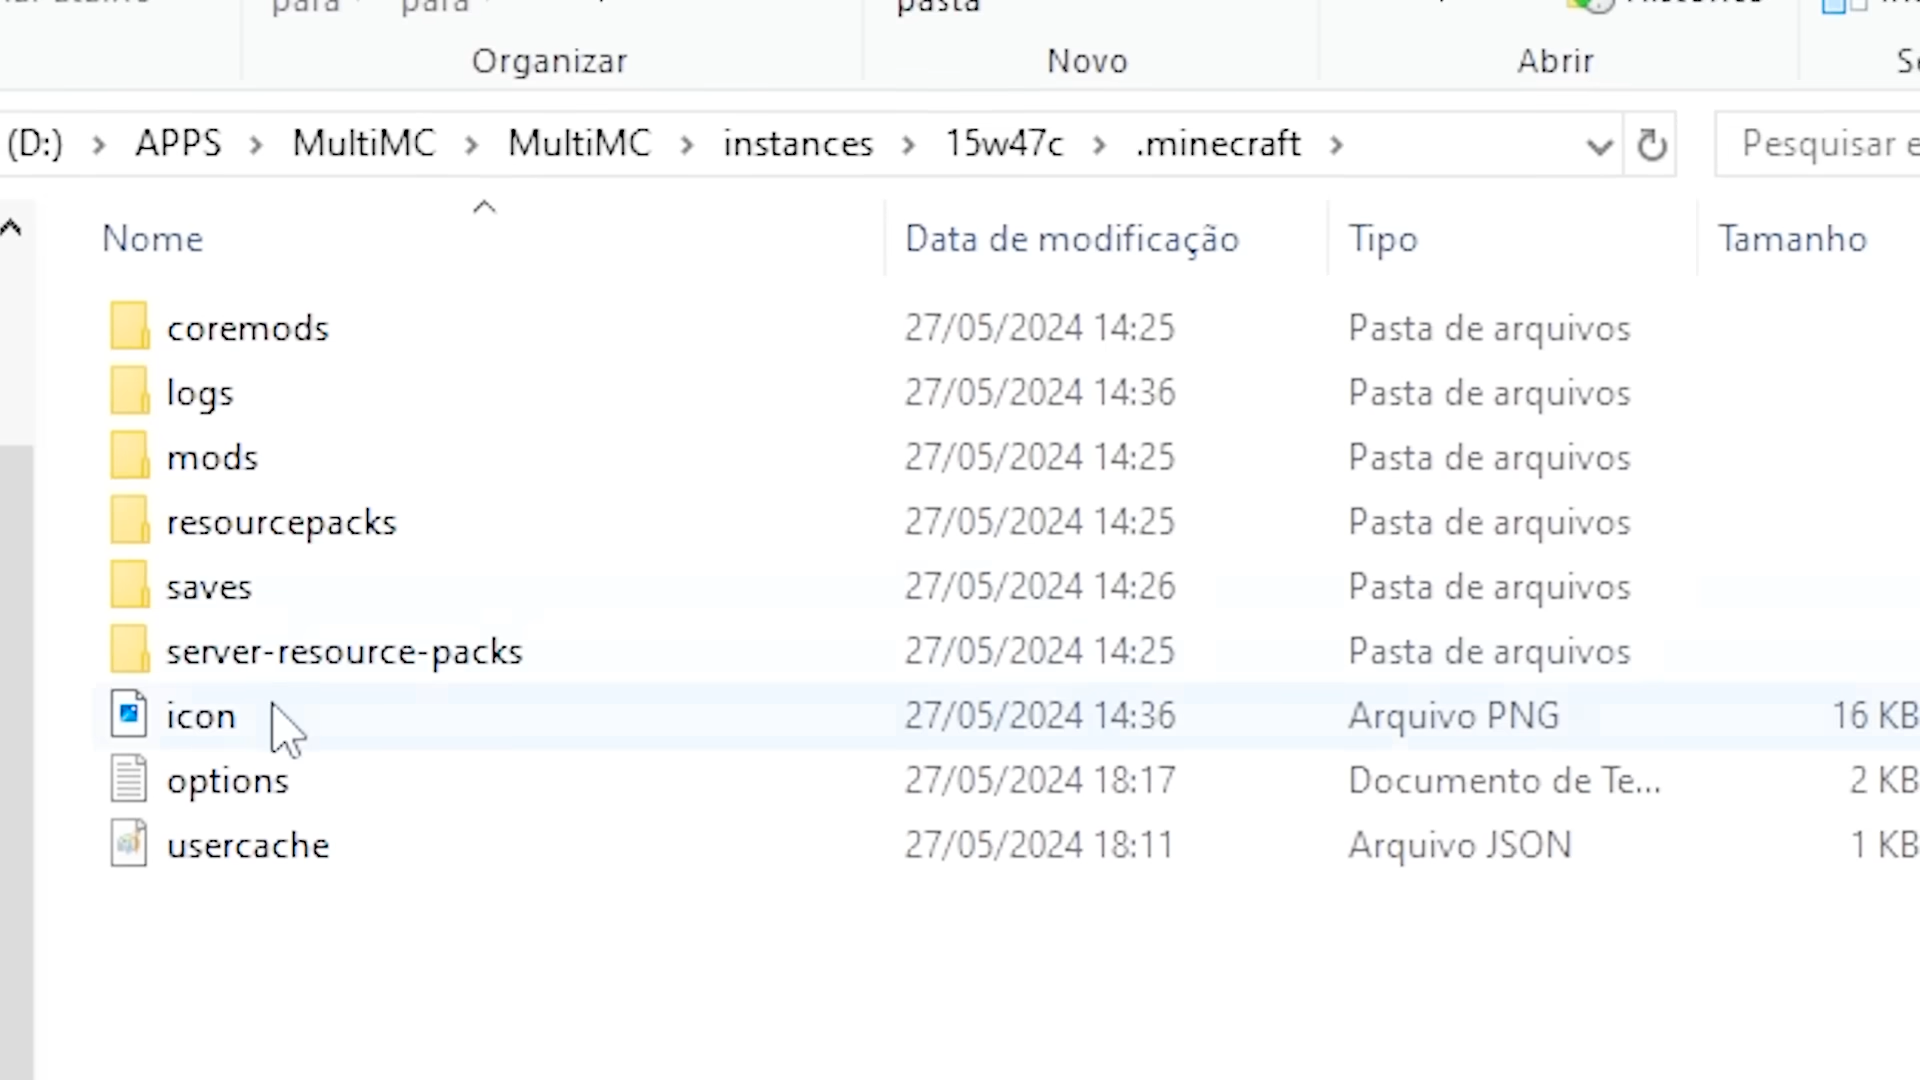 para para pasta
Organizar Novo Abrir
(D:) > APPS > MultiMC > MultiMC > instances > 15w47c > .minecraft > Pesquisar e
Nome Data de modificação Tipo Tamanho
coremods 27/05/2024 14:25 Pasta de arquivos
logs 27/05/2024 14:36 Pasta de arquivos
mods 27/05/2024 14:25 Pasta de arquivos
resourcepacks 27/05/2024 14:25 Pasta de arquivos
saves 27/05/2024 14:26 Pasta de arquivos
server-resource-packs 27/05/2024 14:25 Pasta de arquivos
icon 27/05/2024 14:36 Arquivo PNG 16 KB
options 27/05/2024 18:17 Documento de Te... 2 KB
usercache 27/05/2024 18:11 Arquivo JSON 1 KB